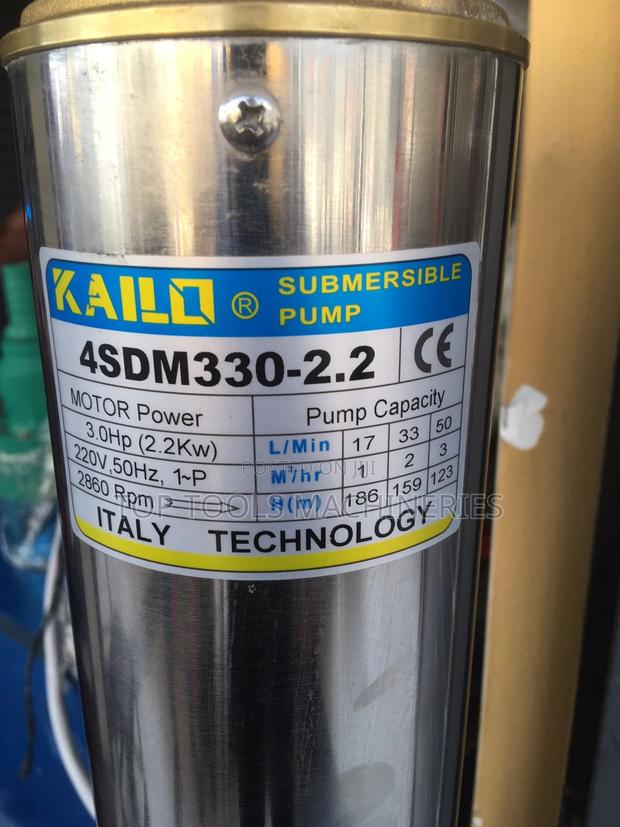 KAILO ® SUBMERSIBLE
PUMP
4SDM330-2.2 CE
MOTOR Power
3.0Hp (2.2Kw)
220V,50Hz, 1~P
2860 Rpm
Pump Capacity
L/Min 17 33 50
M³/hr 1 2 3
H(m) 186 159 123
ITALY TECHNOLOGY
POSTED ON JIJI
TOP TOOLS MACHINERIES